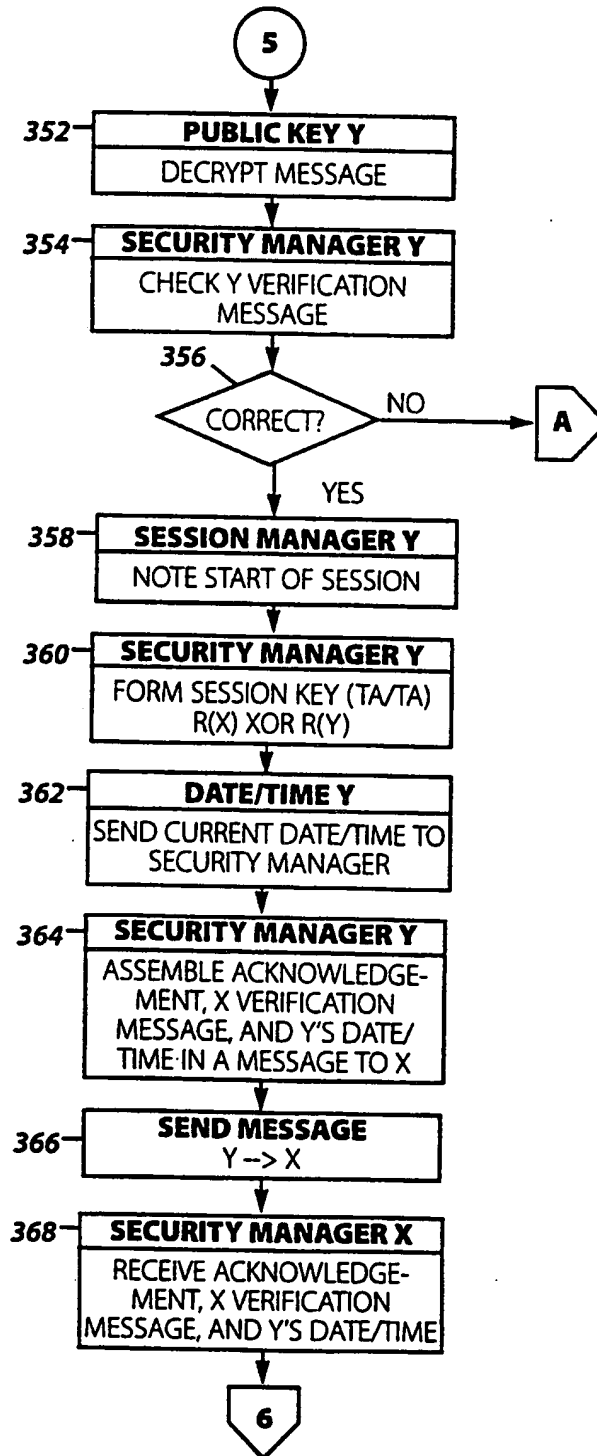 5
352
PUBLIC KEY Y
DECRYPT MESSAGE
354
SECURITY MANAGER Y
CHECK Y VERIFICATION
MESSAGE
356
CORRECT?
NO
A
YES
358
SESSION MANAGER Y
NOTE START OF SESSION
360
SECURITY MANAGER Y
FORM SESSION KEY (TA/TA)
R(X) XOR R(Y)
362
DATE/TIME Y
SEND CURRENT DATE/TIME TO
SECURITY MANAGER
364
SECURITY MANAGER Y
ASSEMBLE ACKNOWLEDGE-
MENT, X VERIFICATION
MESSAGE, AND Y'S DATE/
TIME IN A MESSAGE TO X
366
SEND MESSAGE
Y --> X
368
SECURITY MANAGER X
RECEIVE ACKNOWLEDGE-
MENT, X VERIFICATION
MESSAGE, AND Y'S DATE/TIME
6